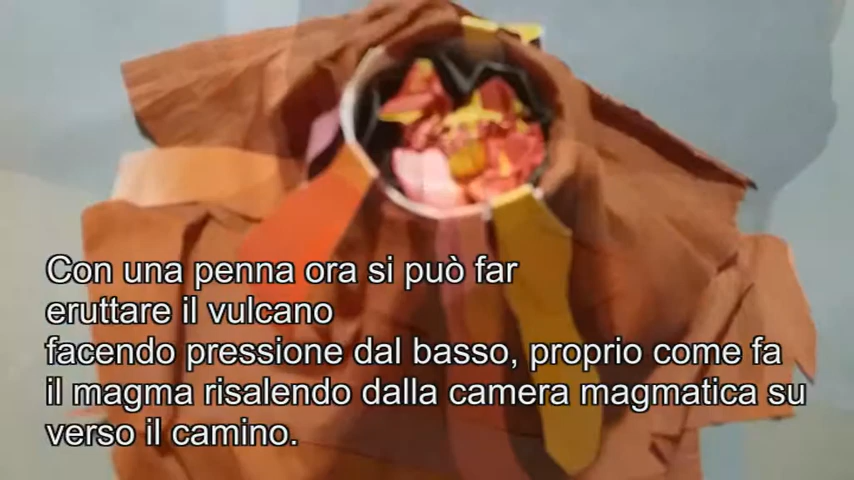 Con una penna ora si può far
eruttare il vulcano
facendo pressione dal basso, proprio come fa
il magma risalendo dalla camera magmatica su
verso il camino.